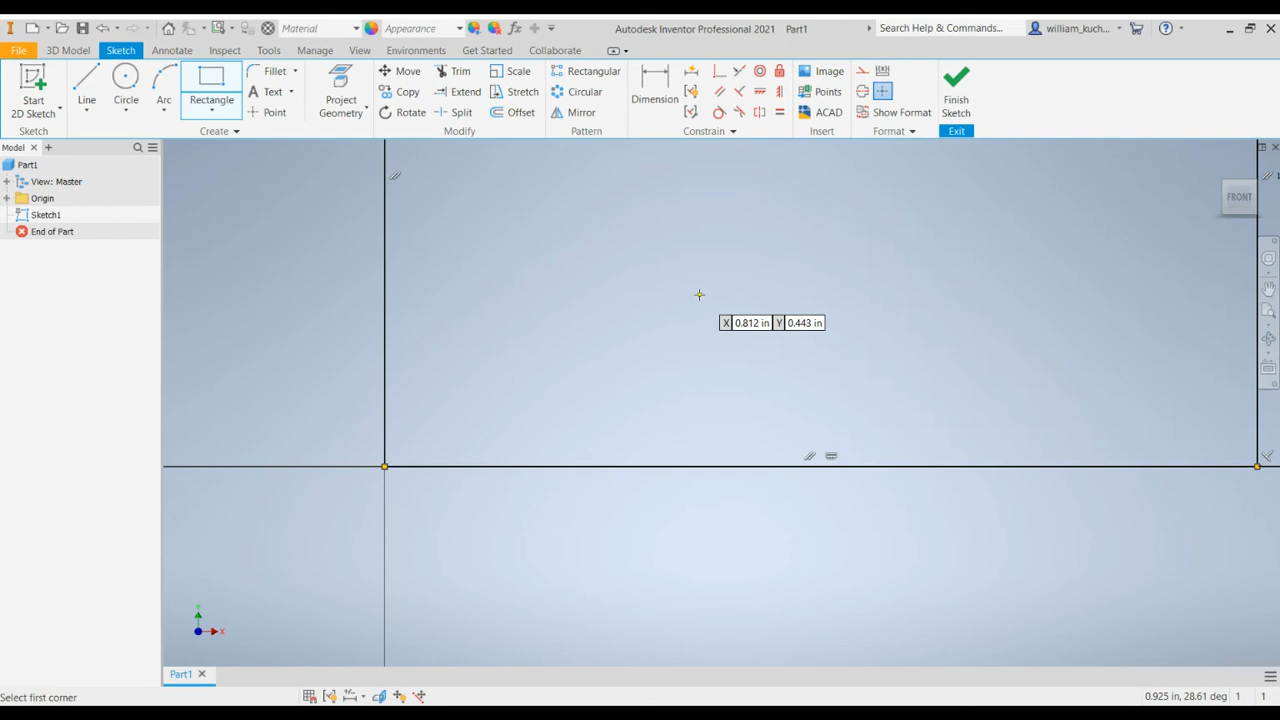 Material
Appearance
Autodesk Inventor Professional 2021 Part1
Search Help & Commands...
william_kuch...
File 3D Model Sketch Annotate Inspect Tools Manage View Environments Get Started Collaborate
Start
2D Sketch
Line
Circle
Arc
Rectangle
Fillet
Text
Point
Project
Geometry
Move
Copy
Rotate
Trim
Extend
Split
Scale
Stretch
Offset
Rectangular
Circular
Mirror
Dimension
Image
Points
ACAD
Show Format
Finish
Sketch
Sketch
Create
Modify
Pattern
Constrain
Insert
Format
Exit
Model
Part1
View: Master
Origin
Sketch1
End of Part
FRONT
X 0.812 in Y 0.443 in
Y
X
Part1
Select first corner
0.925 in, 28.61 deg 1 1